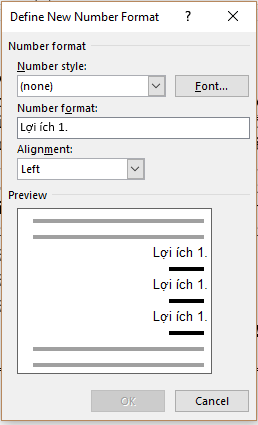 Define New Number Format
Number format
Number style:
(none)
Font...
Number format:
Lợi ích 1.
Alignment:
Left
Preview
Lợi ích 1.
Lợi ích 1.
Lợi ích 1.
OK
Cancel